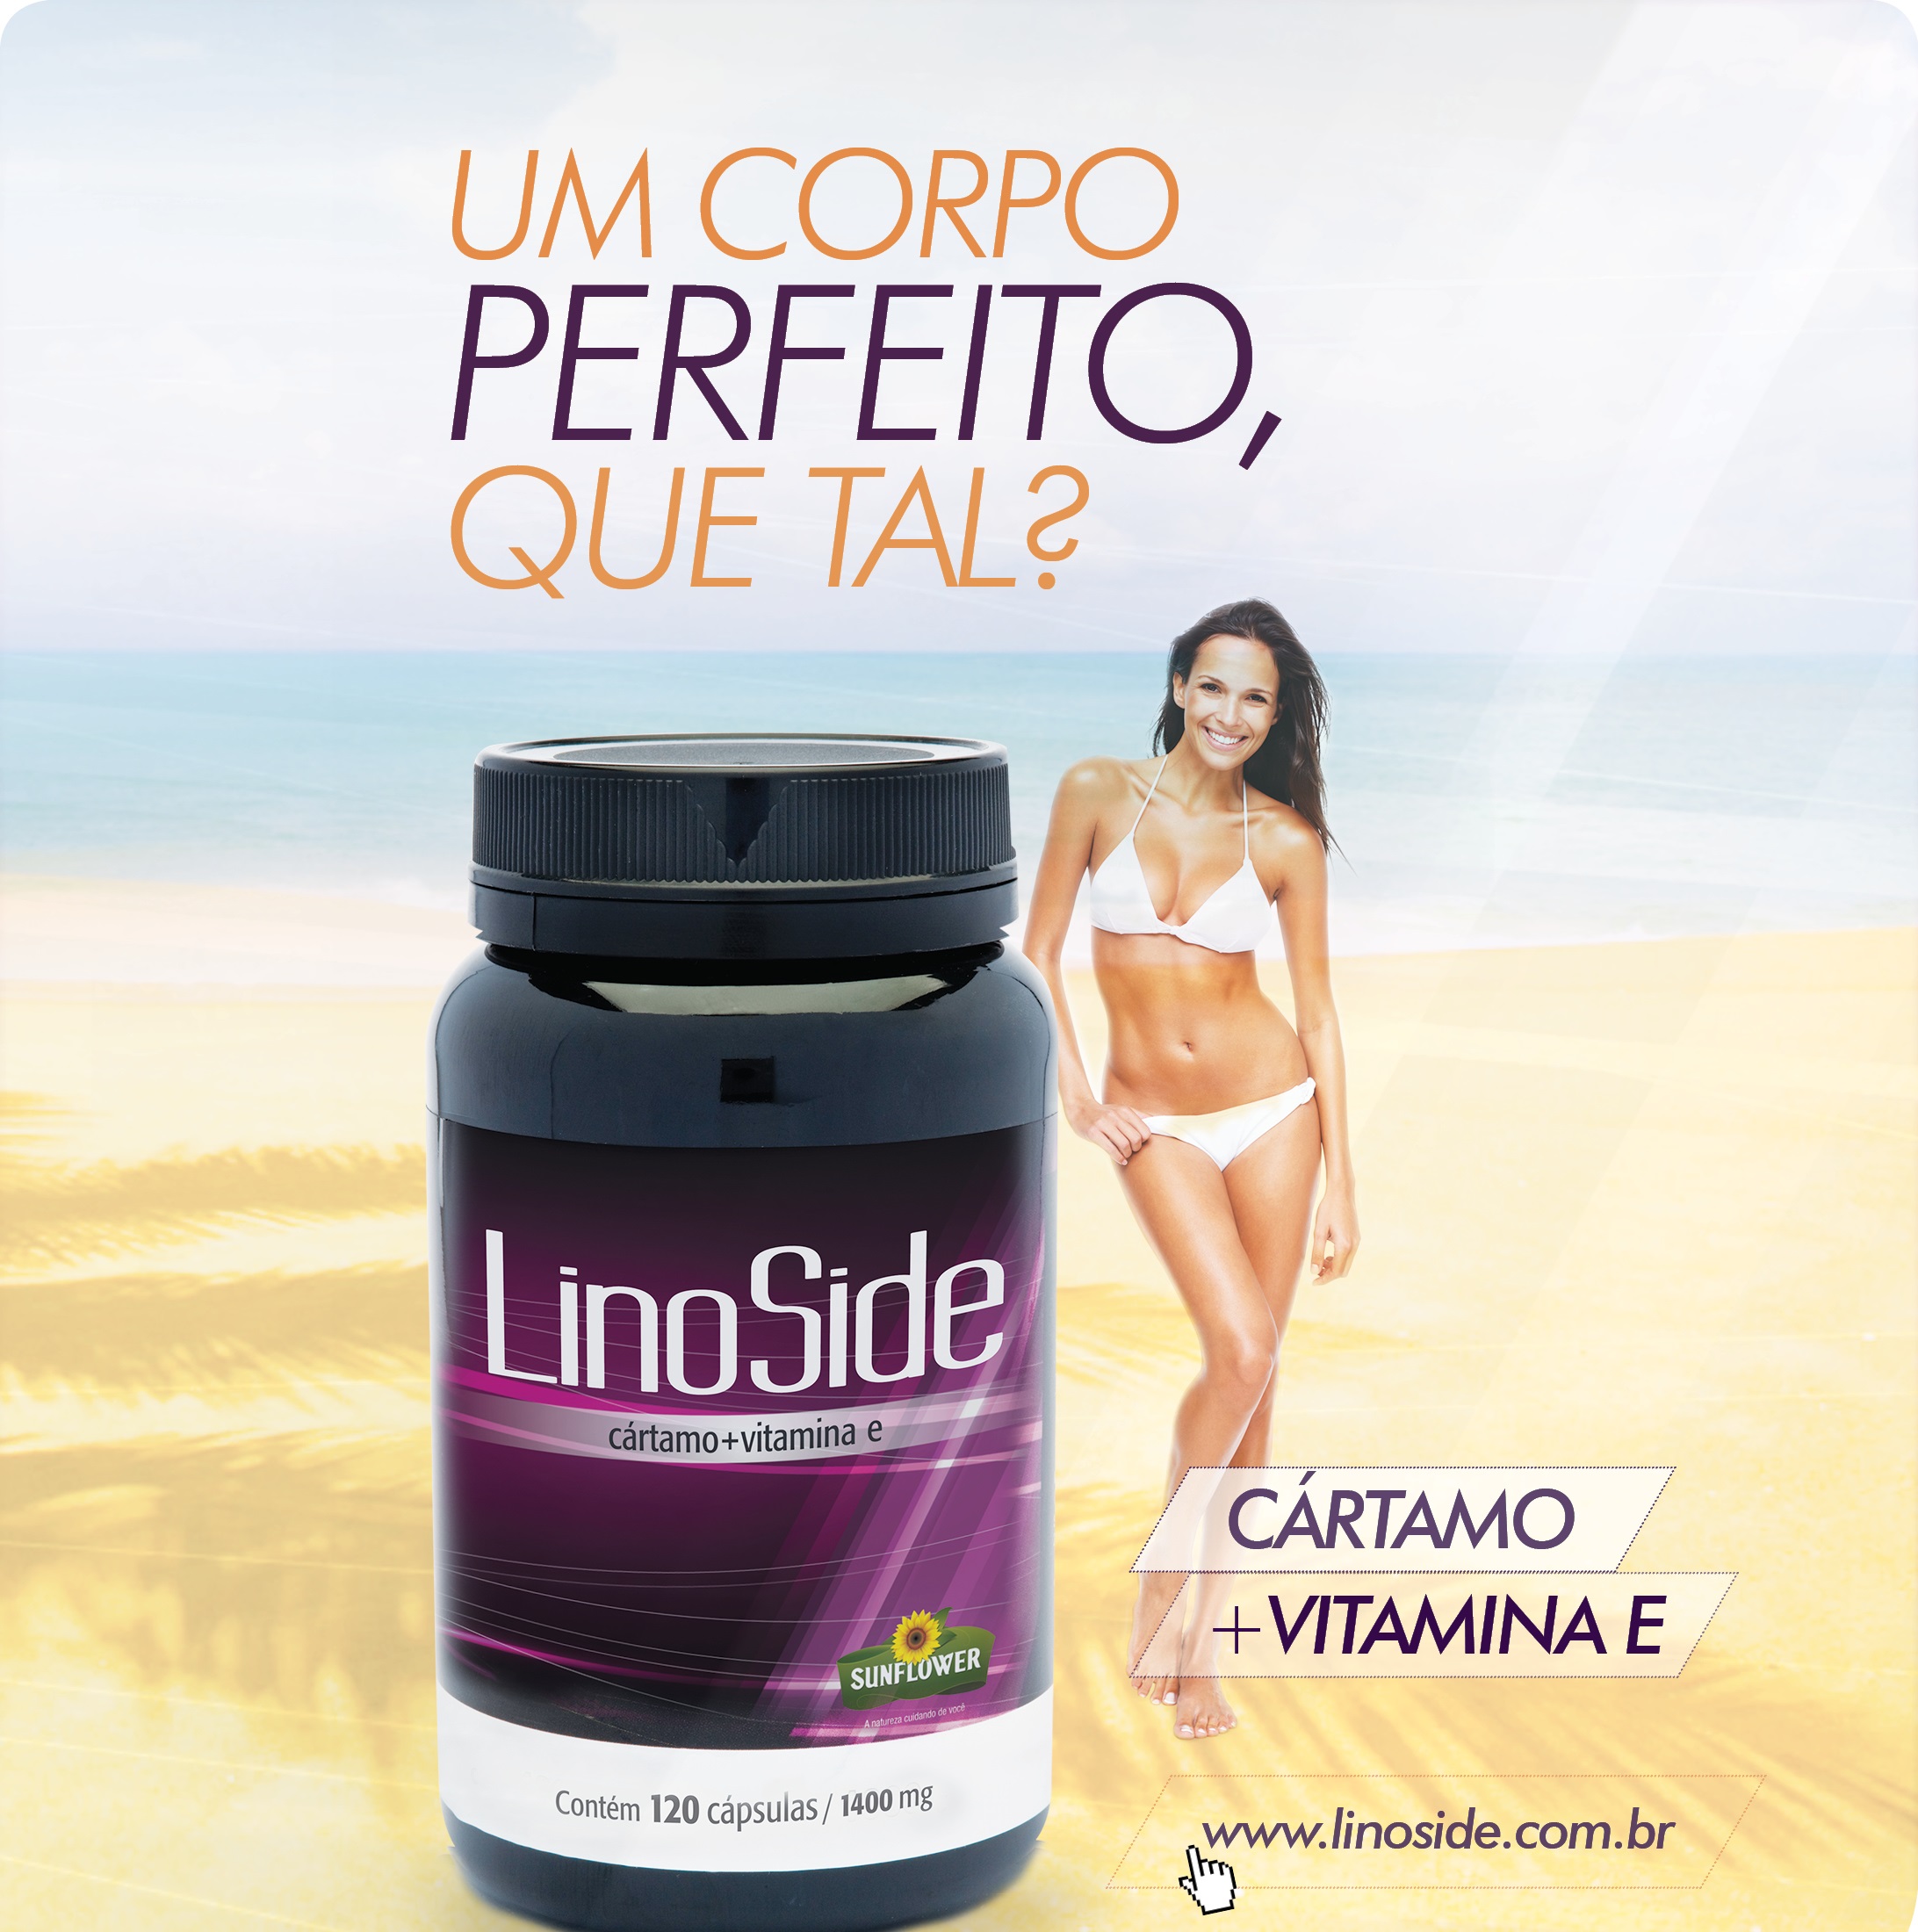 UM CORPO
PERFEITO,
QUE TAL?
LinoSide
cártamo+vitamina e
SUNFLOWER
A natureza cuidando de você
Contém 120 cápsulas / 1400 mg
CÁRTAMO
+VITAMINA E
www.linoside.com.br